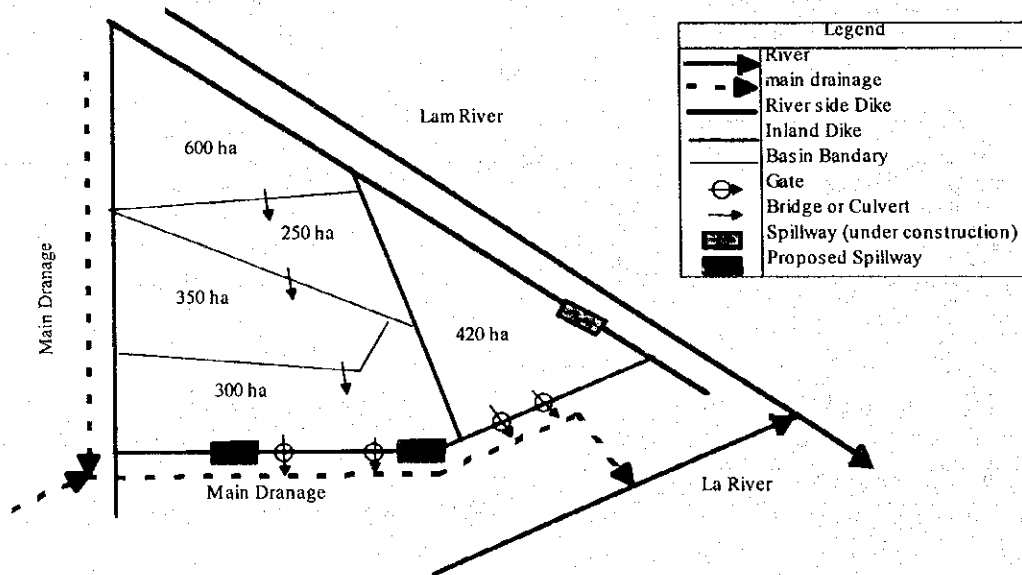 Legend
River
main drainage
River side Dike
Inland Dike
Basin Bandary
Gate
Bridge or Culvert
Spillway (under construction)
Proposed Spillway
Lam River
600 ha
250 ha
Main Dranage
350 ha
420 ha
300 ha
Main Dranage
La River